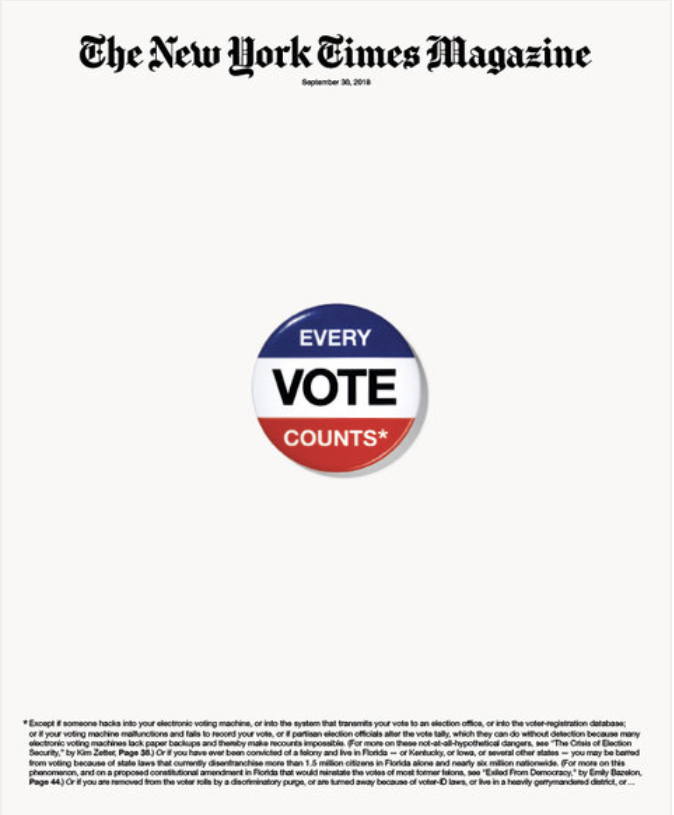 The New York Times Magazine
September 30, 2018
EVERY
VOTE
COUNTS*
* Except if someone hacks into your electronic voting machine, or into the system that transmits your vote to an election office, or into the voter-registration database;
or if your voting machine malfunctions and fails to record your vote, or if partisan election officials alter the vote tally, which they can do without detection because many
electronic voting machines lack paper backups and thereby make recounts impossible. (For more on these not-at-all-hypothetical dangers, see "The Crisis of Election
Security," by Kim Zetter, Page 36.) Or if you have ever been convicted of a felony and live in Florida — or Kentucky, or Iowa, or several other states — you may be barred
from voting because of state laws that currently disenfranchise more than 1.5 million citizens in Florida alone and nearly six million nationwide. (For more on this
phenomenon, and on a proposed constitutional amendment in Florida that would reinstate the votes of most former felons, see "Exiled From Democracy," by Emily Bazelon,
Page 44.) Or if you are removed from the voter rolls by a discriminatory purge, or are turned away because of voter-ID laws, or live in a heavily gerrymandered district, or ...